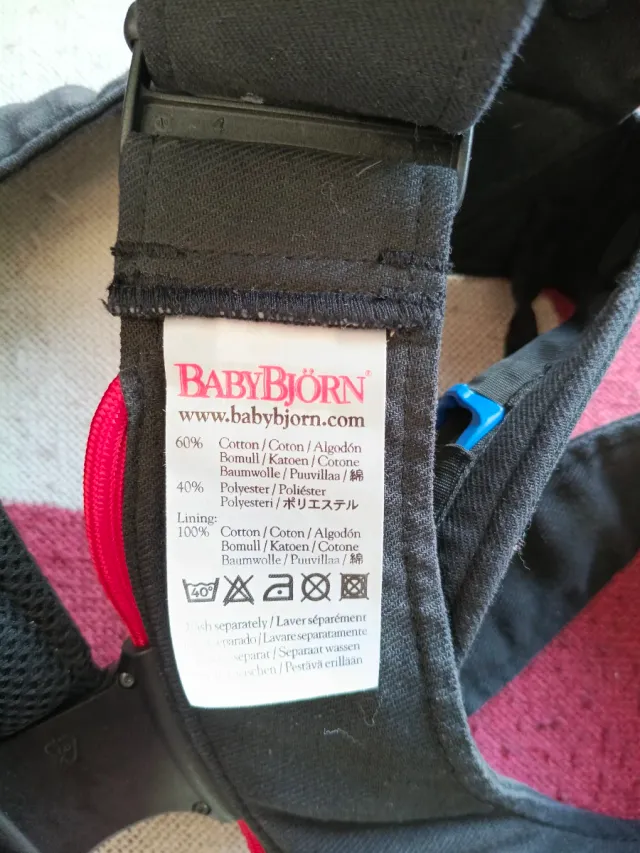 BABYBJÖRN®
www.babybjorn.com
60% Cotton / Coton / Algodón
Bomull / Katoen / Cotone
Baumwolle / Puuvillaa / 綿
40% Polyester / Poliéster
Polyesteri / ポリエステル
Lining:
100% Cotton / Coton / Algodón
Bomull / Katoen / Cotone
Baumwolle / Puuvillaa / 綿
40°
separately / Laver séparément
/ Lavare separatamente
separat / Separaat wassen
/ Pestävä erillään